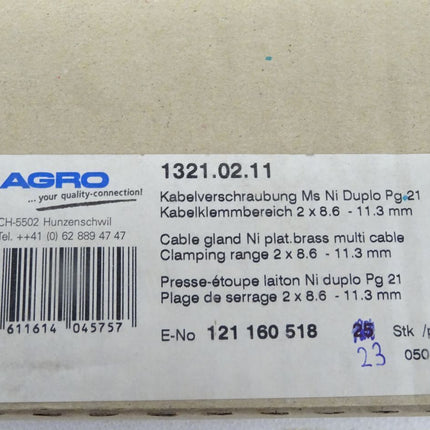 AGRO
... your quality-connection!
CH-5502 Hunzenschwil
Tel. ++41 (0) 62 889 47 47
611614 045757
1321.02.11
Kabelverschraubung Ms Ni Duplo Pg.21
Kabelklemmbereich 2 x 8.6 - 11.3 mm
Cable gland Ni plat.brass multi cable
Clamping range 2 x 8.6 - 11.3 mm
Presse-étoupe laiton Ni duplo Pg 21
Plage de serrage 2 x 8.6 - 11.3 mm
E-No 121 160 518 Stk /
23 050